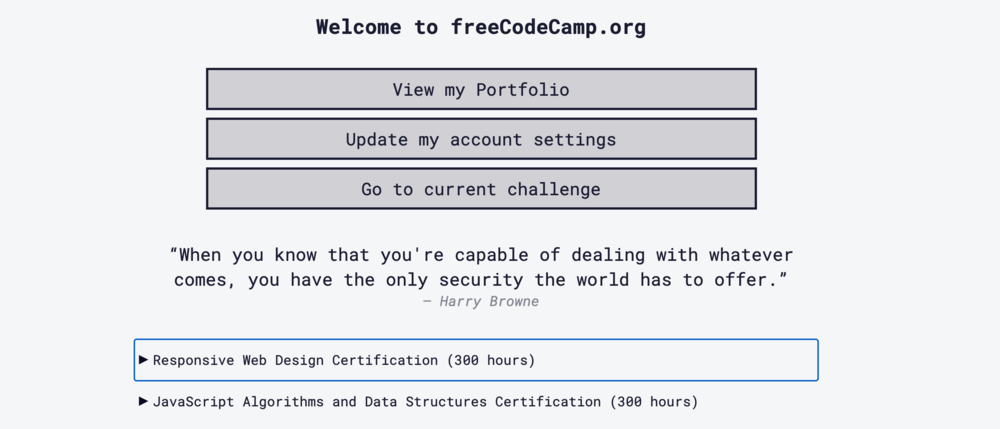 Welcome to freeCodeCamp.org
View my Portfolio
Update my account settings
Go to current challenge
“When you know that you're capable of dealing with whatever
comes, you have the only security the world has to offer.”
— Harry Browne
▶ Responsive Web Design Certification (300 hours)
▶ JavaScript Algorithms and Data Structures Certification (300 hours)